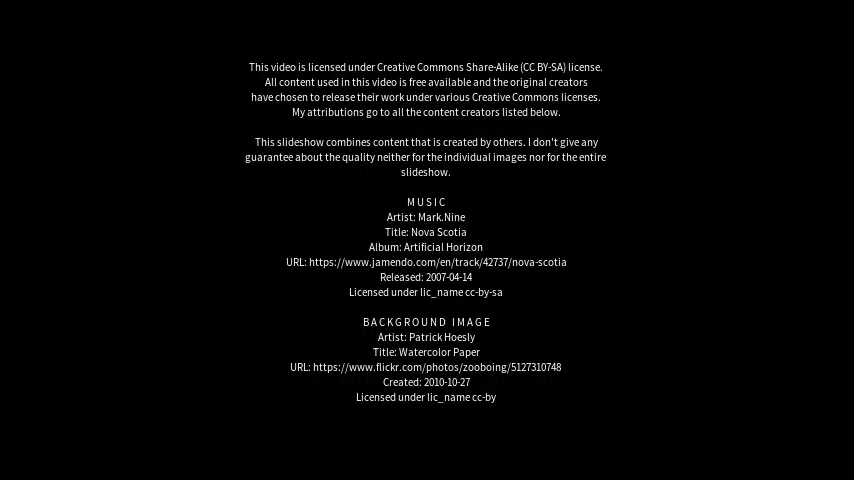 This video is licensed under Creative Commons Share-Alike (CC BY-SA) license.
All content used in this video is free available and the original creators
have chosen to release their work under various Creative Commons licenses.
My attributions go to all the content creators listed below.
This slideshow combines content that is created by others. I don't give any
guarantee about the quality neither for the individual images nor for the entire
slideshow.
MUSIC
Artist: Mark.Nine
Title: Nova Scotia
Album: Artificial Horizon
URL: https://www.jamendo.com/en/track/42737/nova-scotia
Released: 2007-04-14
Licensed under lic_name cc-by-sa
BACKGROUND IMAGE
Artist: Patrick Hoesly
Title: Watercolor Paper
URL: https://www.flickr.com/photos/zooboing/5127310748
Created: 2010-10-27
Licensed under lic_name cc-by